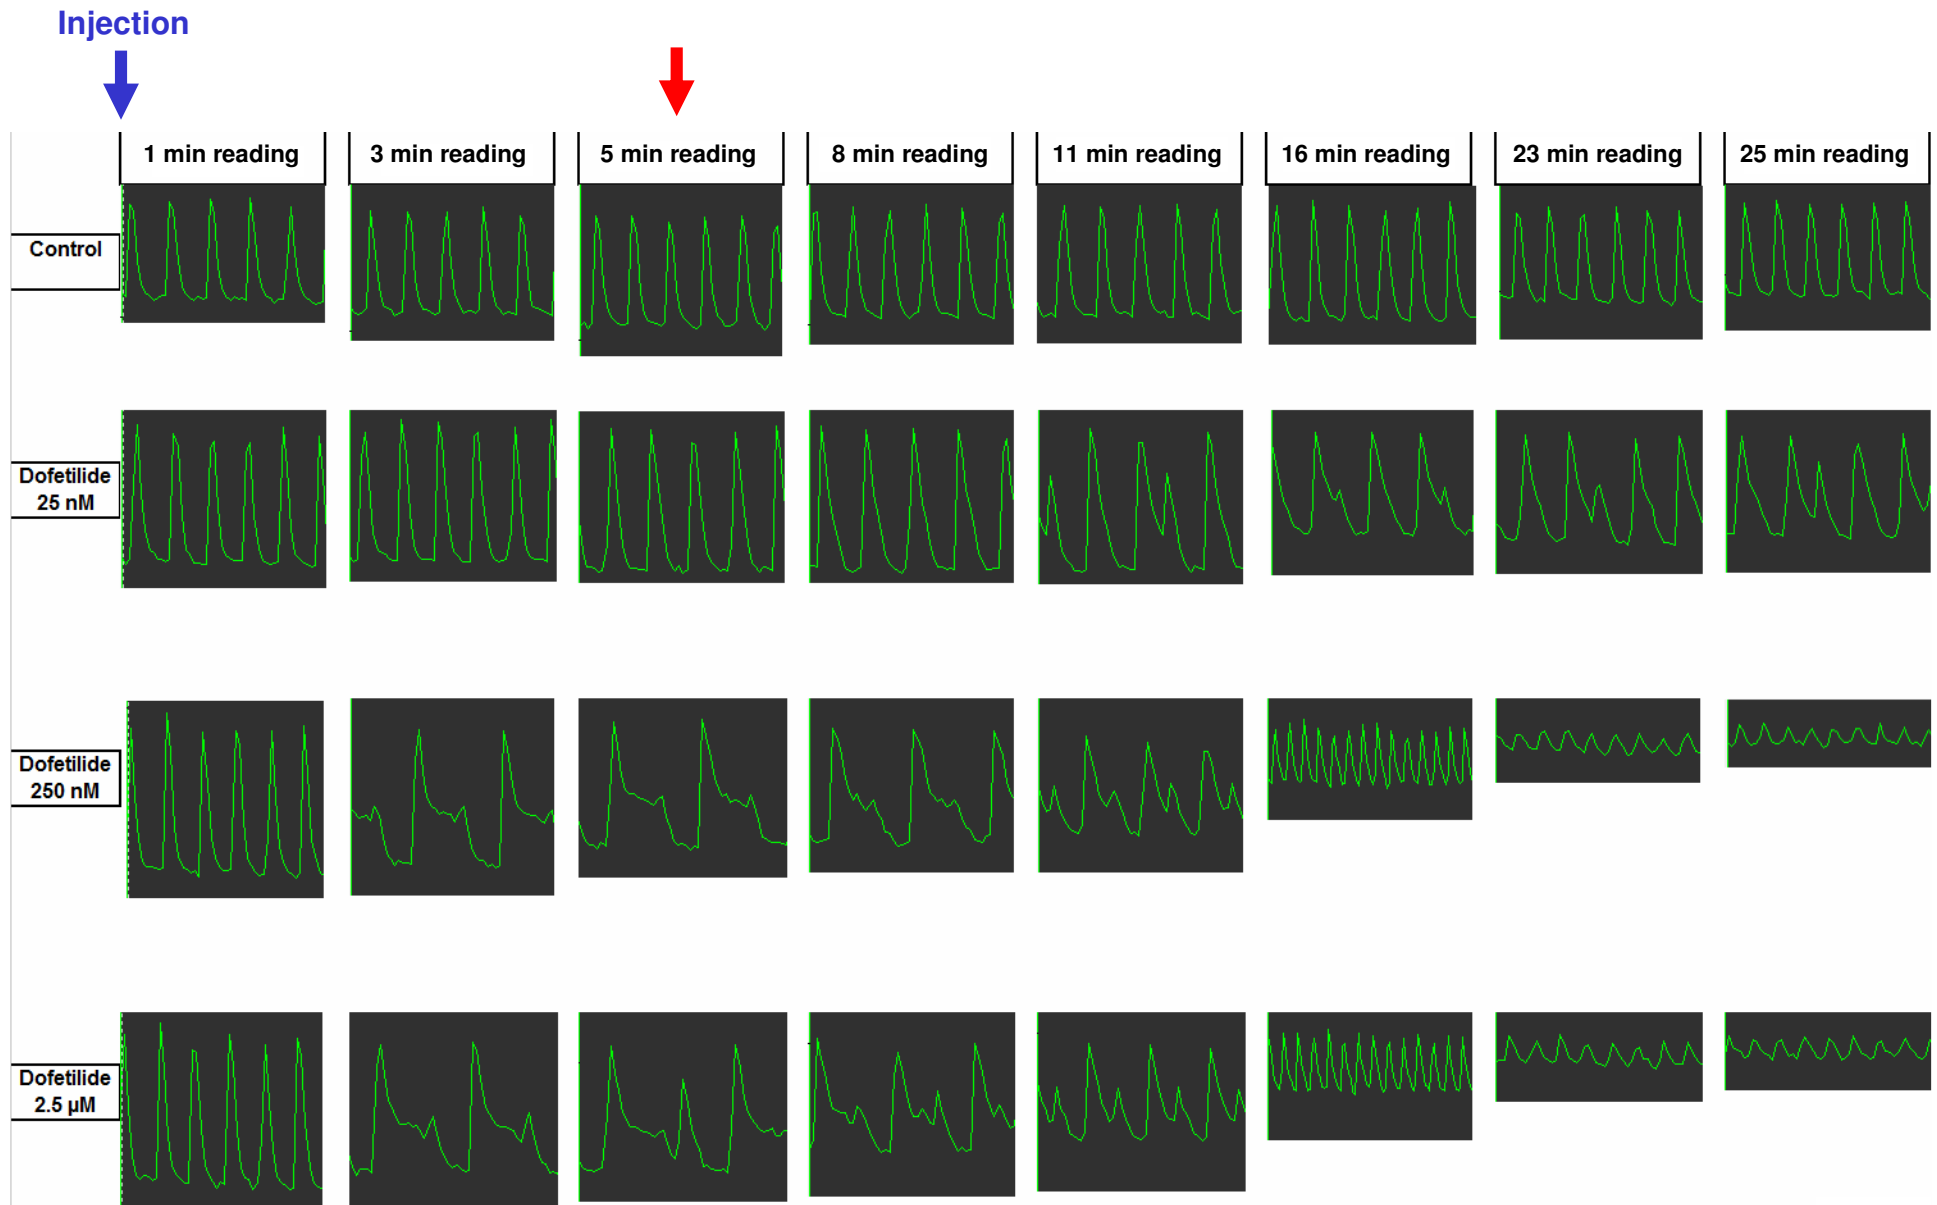 Injection
1 min reading
3 min reading
5 min reading
8 min reading
11 min reading
16 min reading
23 min reading
25 min reading
Control
Dofetilide
25 nM
Dofetilide
250 nM
Dofetilide
2.5 µM